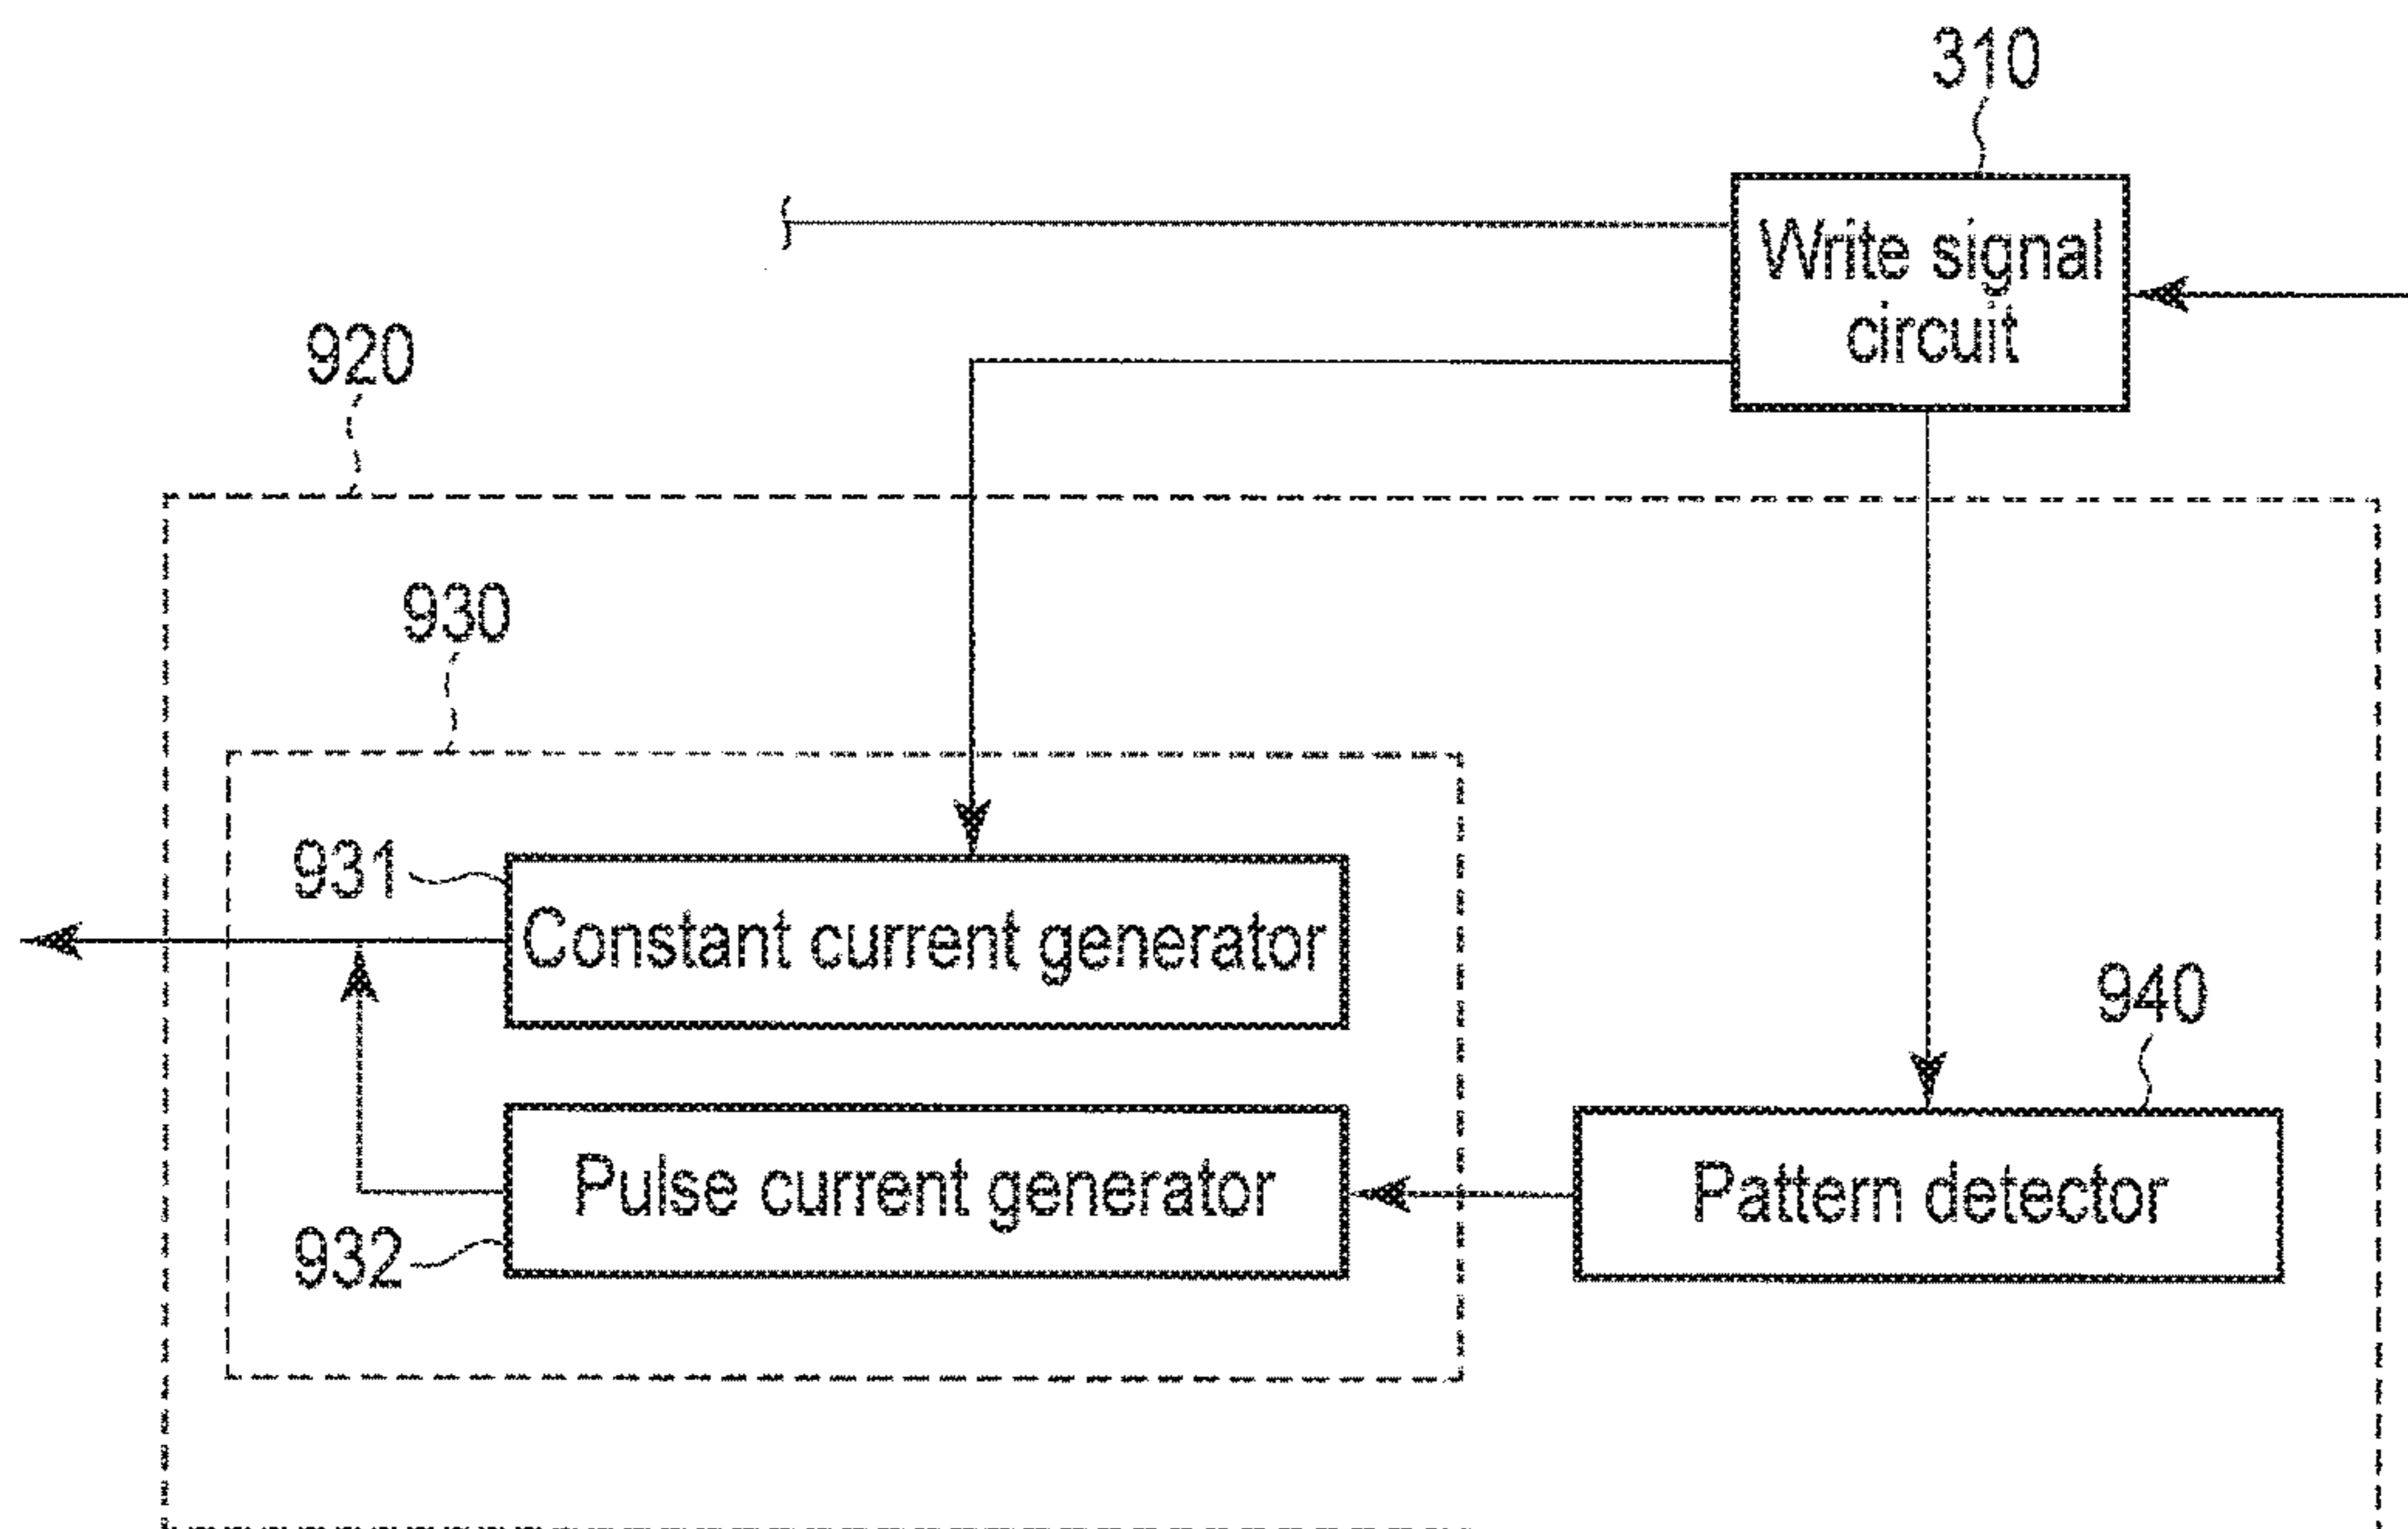 310
Write signal
circuit
920
930
931
Constant current generator
940
Pulse current generator
Pattern detector
932